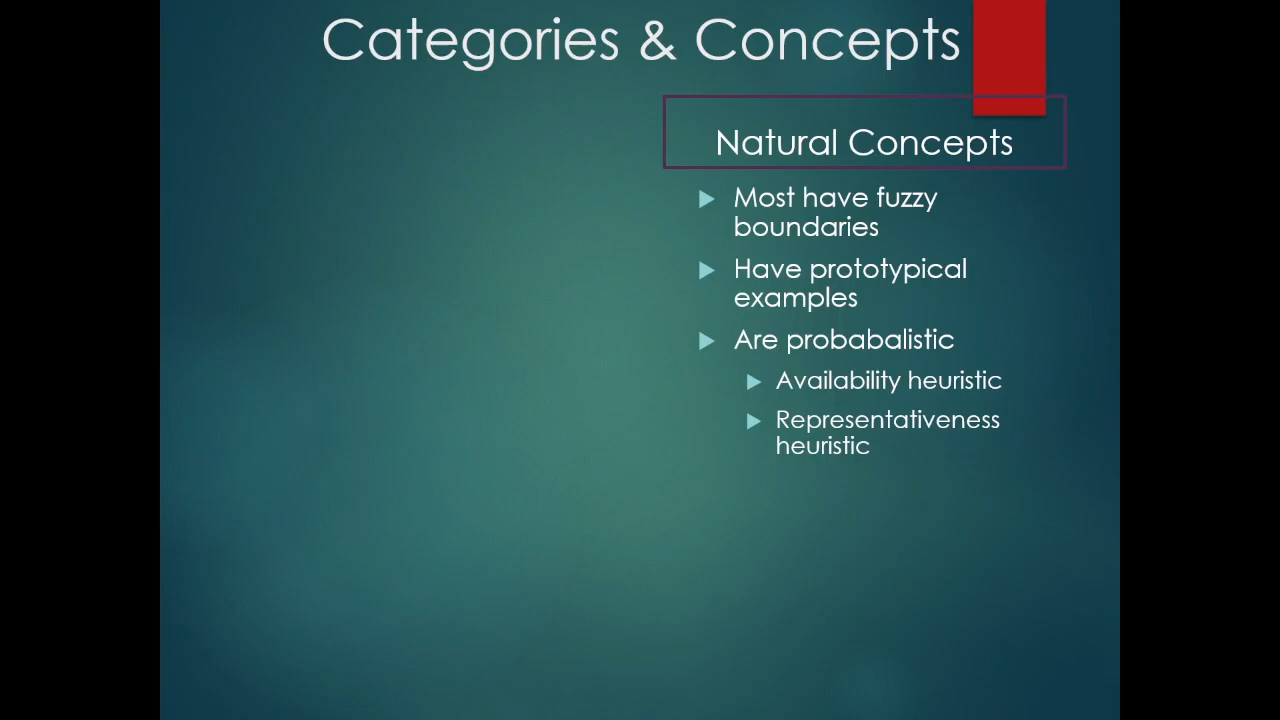 Categories & Concepts
Natural Concepts
Most have fuzzy
boundaries
Have prototypical
examples
Are probabalistic
Availability heuristic
Representativeness
heuristic